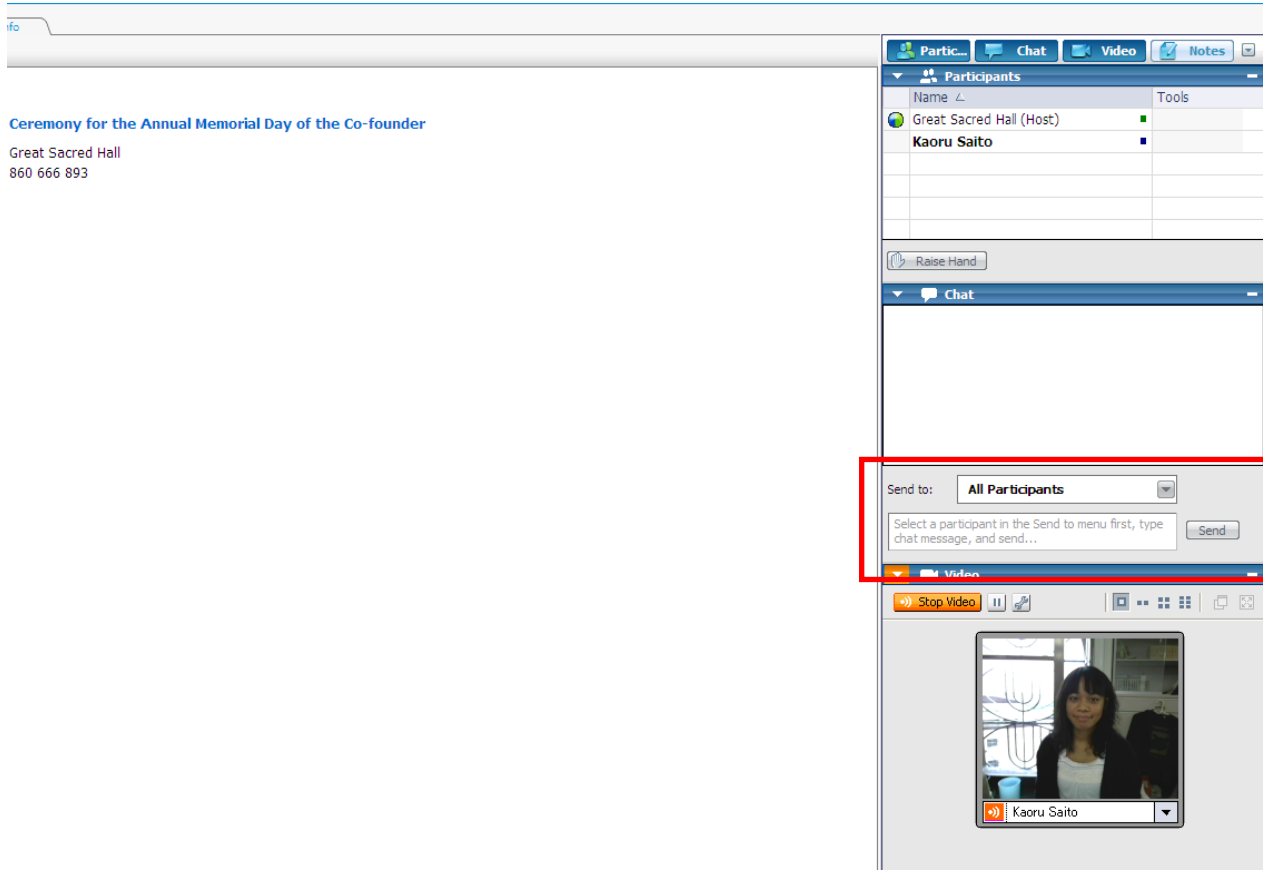 nfo
Partic...
Chat
Video
Notes
Participants
Name
Tools
Ceremony for the Annual Memorial Day of the Co-founder
Great Sacred Hall (Host)
Kaoru Saito
Great Sacred Hall
860 666 893
Raise Hand
Chat
Send to:
All Participants
Select a participant in the Send to menu first, type
chat message, and send...
Send
Video
Stop Video
Kaoru Saito